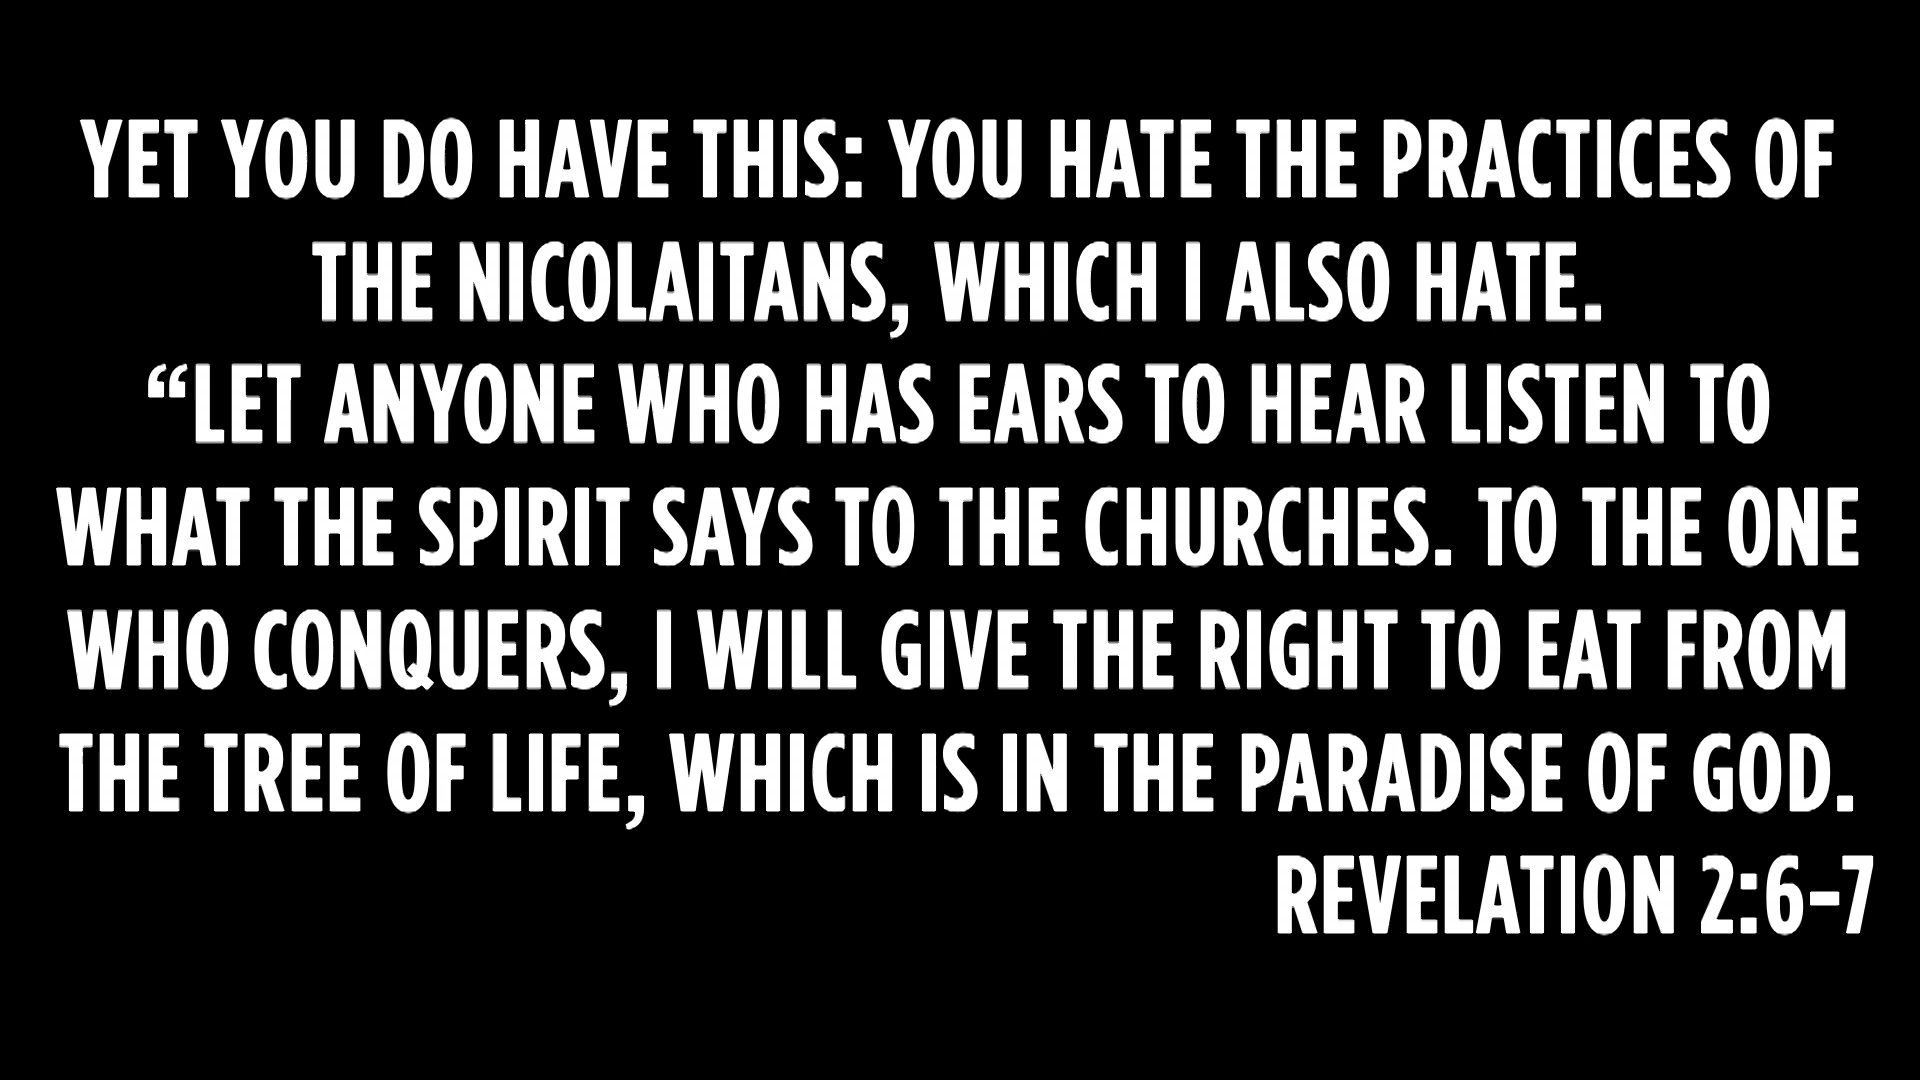 YET YOU DO HAVE THIS: YOU HATE THE PRACTICES OF
THE NICOLAITANS, WHICH I ALSO HATE.
“LET ANYONE WHO HAS EARS TO HEAR LISTEN TO
WHAT THE SPIRIT SAYS TO THE CHURCHES. TO THE ONE
WHO CONQUERS, I WILL GIVE THE RIGHT TO EAT FROM
THE TREE OF LIFE, WHICH IS IN THE PARADISE OF GOD.
REVELATION 2:6–7